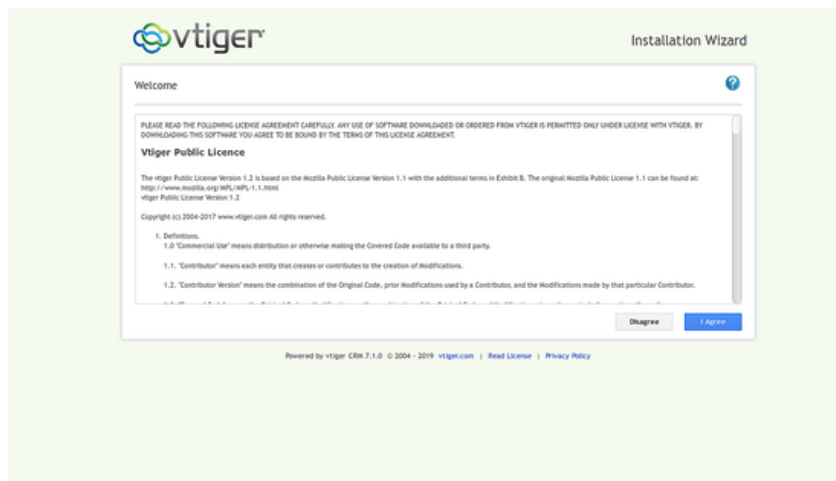 vtiger
Installation Wizard
Welcome
PLEASE READ THE FOLLOWING LICENSE AGREEMENT CAREFULLY. ANY USE OF SOFTWARE DOWNLOADED OR ORDERED FROM VTIGER IS PERMITTED ONLY UNDER LICENSE WITH VTIGER. BY
DOWNLOADING THIS SOFTWARE YOU AGREE TO BE BOUND BY THE TERMS OF THIS LICENSE AGREEMENT.
Vtiger Public Licence
The vtiger Public License Version 1.2 is based on the Mozilla Public License Version 1.1 with the additional terms in Exhibit B. The original Mozilla Public License 1.1 can be found at:
http://www.mozilla.org/MPL/MPL-1.1.html
vtiger Public License Version 1.2
Copyright (c) 2004-2017 www.vtiger.com All rights reserved.
1. Definitions.
1.0 "Commercial Use" means distribution or otherwise making the Covered Code available to a third party.
1.1. "Contributor" means each entity that creates or contributes to the creation of Modifications.
1.2. "Contributor Version" means the combination of the Original Code, prior Modifications used by a Contributor, and the Modifications made by that particular Contributor.
Disagree
I Agree
Powered by vtiger CRM 7.1.0 © 2004 - 2019 vtiger.com | Read License | Privacy Policy